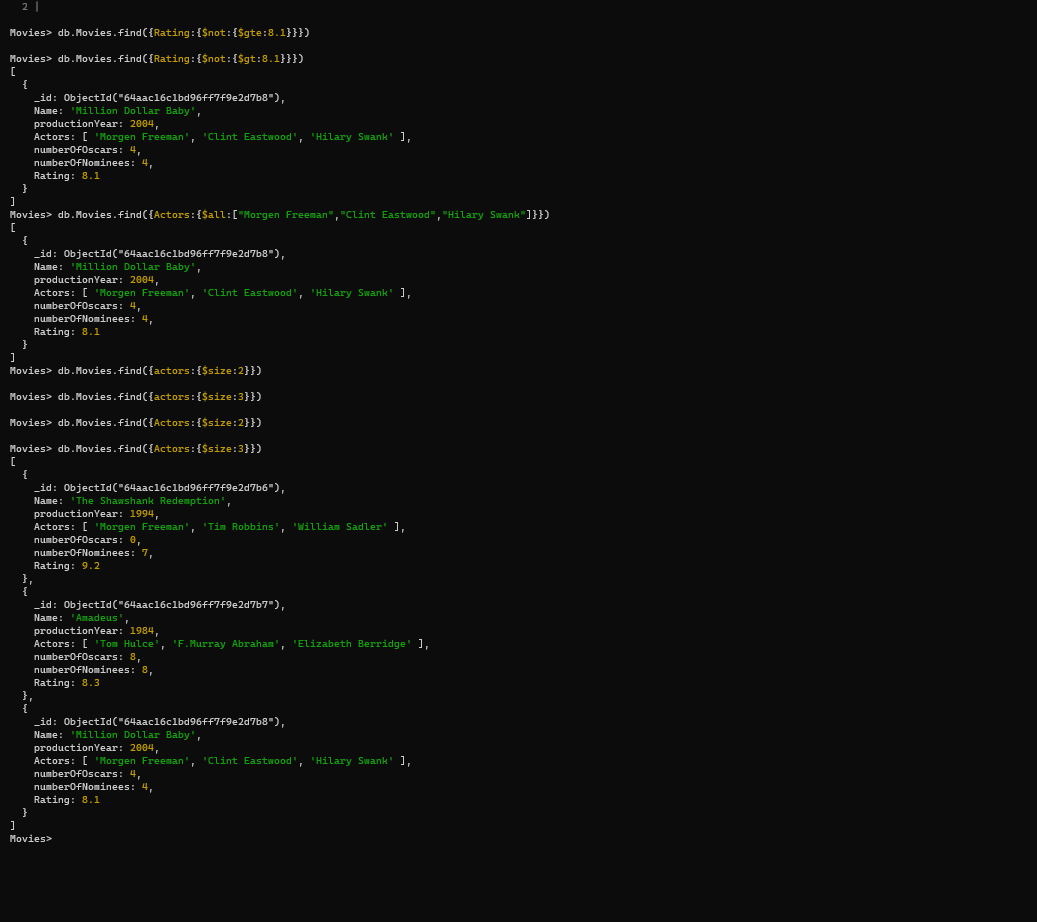 2 |
Movies> db.Movies.find({Rating:{$not:{$gte:8.1}}})
Movies> db.Movies.find({Rating:{$not:{$gt:8.1}}})
[
  {
    _id: ObjectId("64aac16c1bd96ff7f9e2d7b8"),
    Name: 'Million Dollar Baby',
    productionYear: 2004,
    Actors: [ 'Morgen Freeman', 'Clint Eastwood', 'Hilary Swank' ],
    numberOfOscars: 4,
    numberOfNominees: 4,
    Rating: 8.1
  }
]
Movies> db.Movies.find({Actors:{$all:["Morgen Freeman","Clint Eastwood","Hilary Swank"]}})
[
  {
    _id: ObjectId("64aac16c1bd96ff7f9e2d7b8"),
    Name: 'Million Dollar Baby',
    productionYear: 2004,
    Actors: [ 'Morgen Freeman', 'Clint Eastwood', 'Hilary Swank' ],
    numberOfOscars: 4,
    numberOfNominees: 4,
    Rating: 8.1
  }
]
Movies> db.Movies.find({actors:{$size:2}})
Movies> db.Movies.find({actors:{$size:3}})
Movies> db.Movies.find({Actors:{$size:2}})
Movies> db.Movies.find({Actors:{$size:3}})
[
  {
    _id: ObjectId("64aac16c1bd96ff7f9e2d7b6"),
    Name: 'The Shawshank Redemption',
    productionYear: 1994,
    Actors: [ 'Morgen Freeman', 'Tim Robbins', 'William Sadler' ],
    numberOfOscars: 0,
    numberOfNominees: 7,
    Rating: 9.2
  },
  {
    _id: ObjectId("64aac16c1bd96ff7f9e2d7b7"),
    Name: 'Amadeus',
    productionYear: 1984,
    Actors: [ 'Tom Hulce', 'F.Murray Abraham', 'Elizabeth Berridge' ],
    numberOfOscars: 8,
    numberOfNominees: 8,
    Rating: 8.3
  },
  {
    _id: ObjectId("64aac16c1bd96ff7f9e2d7b8"),
    Name: 'Million Dollar Baby',
    productionYear: 2004,
    Actors: [ 'Morgen Freeman', 'Clint Eastwood', 'Hilary Swank' ],
    numberOfOscars: 4,
    numberOfNominees: 4,
    Rating: 8.1
  }
]
Movies>